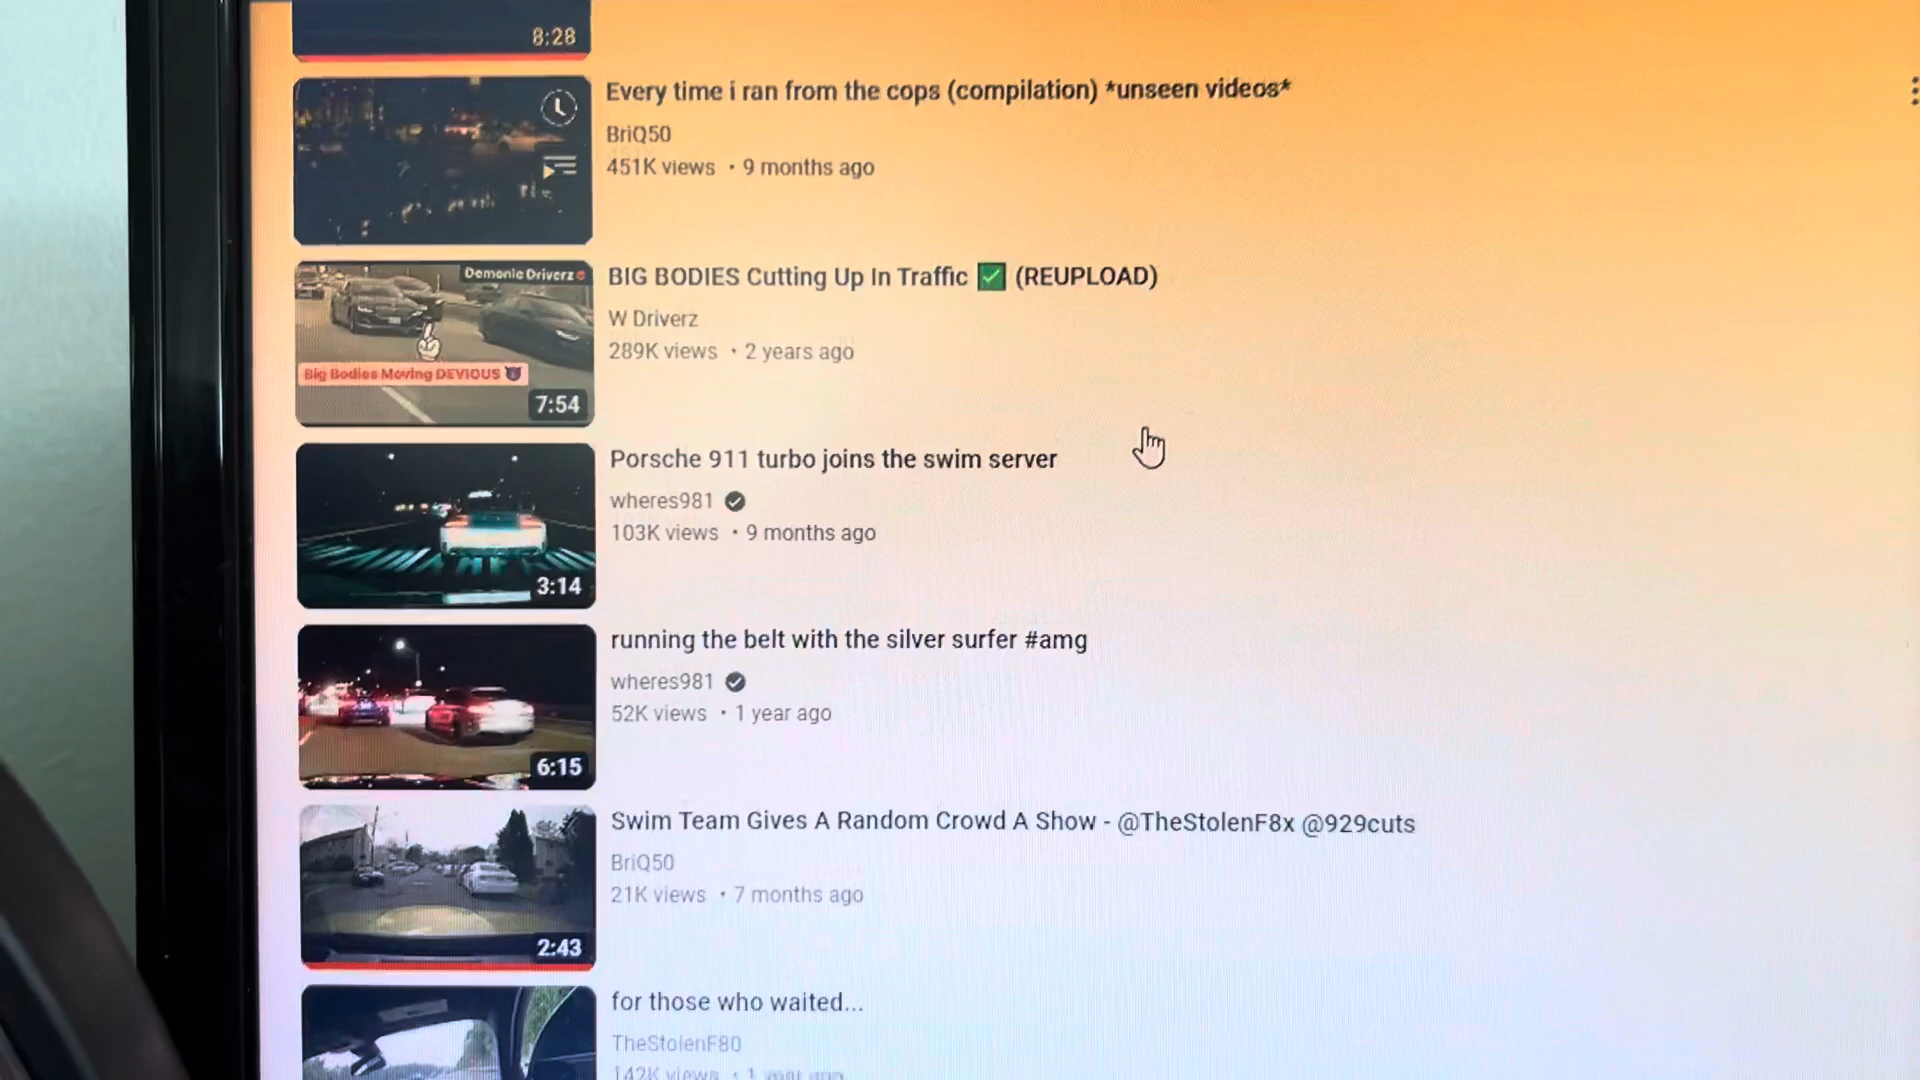 8:28
Every time i ran from the cops (compilation) *unseen videos*
BriQ50
451K views • 9 months ago
Demonic Driverz
Big Bodies Moving DEVIOUS 😈
7:54
BIG BODIES Cutting Up In Traffic ✅ (REUPLOAD)
W Driverz
289K views • 2 years ago
3:14
Porsche 911 turbo joins the swim server
wheres981
103K views • 9 months ago
6:15
running the belt with the silver surfer #amg
wheres981
52K views • 1 year ago
2:43
Swim Team Gives A Random Crowd A Show - @TheStolenF8x @929cuts
BriQ50
21K views • 7 months ago
for those who waited...
TheStolenF80
142K views • 1 year ago